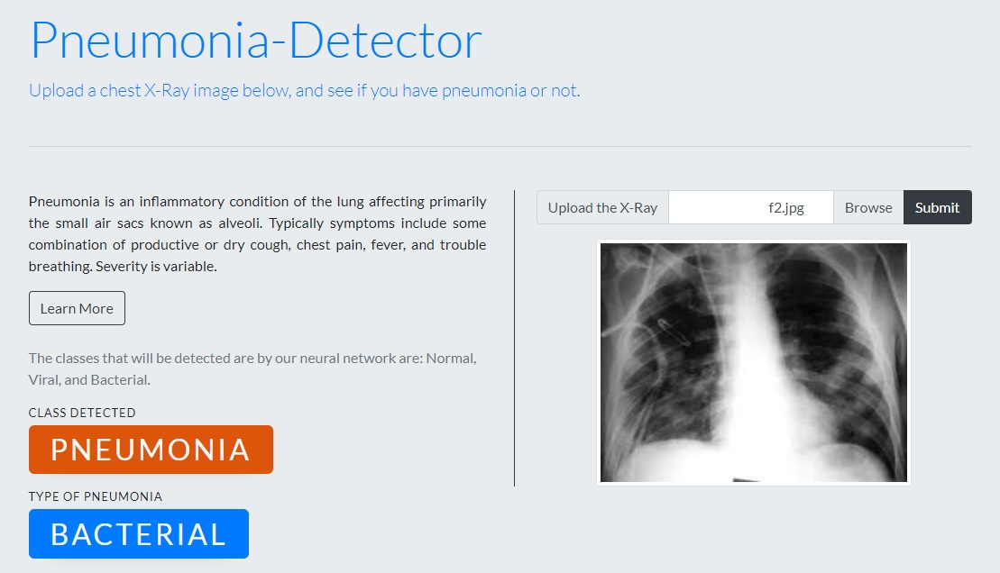 Pneumonia-Detector
Upload a chest X-Ray image below, and see if you have pneumonia or not.
Pneumonia is an inflammatory condition of the lung affecting primarily
the small air sacs known as alveoli. Typically symptoms include some
combination of productive or dry cough, chest pain, fever, and trouble
breathing. Severity is variable.
Learn More
The classes that will be detected are by our neural network are: Normal,
Viral, and Bacterial.
CLASS DETECTED
PNEUMONIA
TYPE OF PNEUMONIA
BACTERIAL
Upload the X-Ray f2.jpg Browse Submit